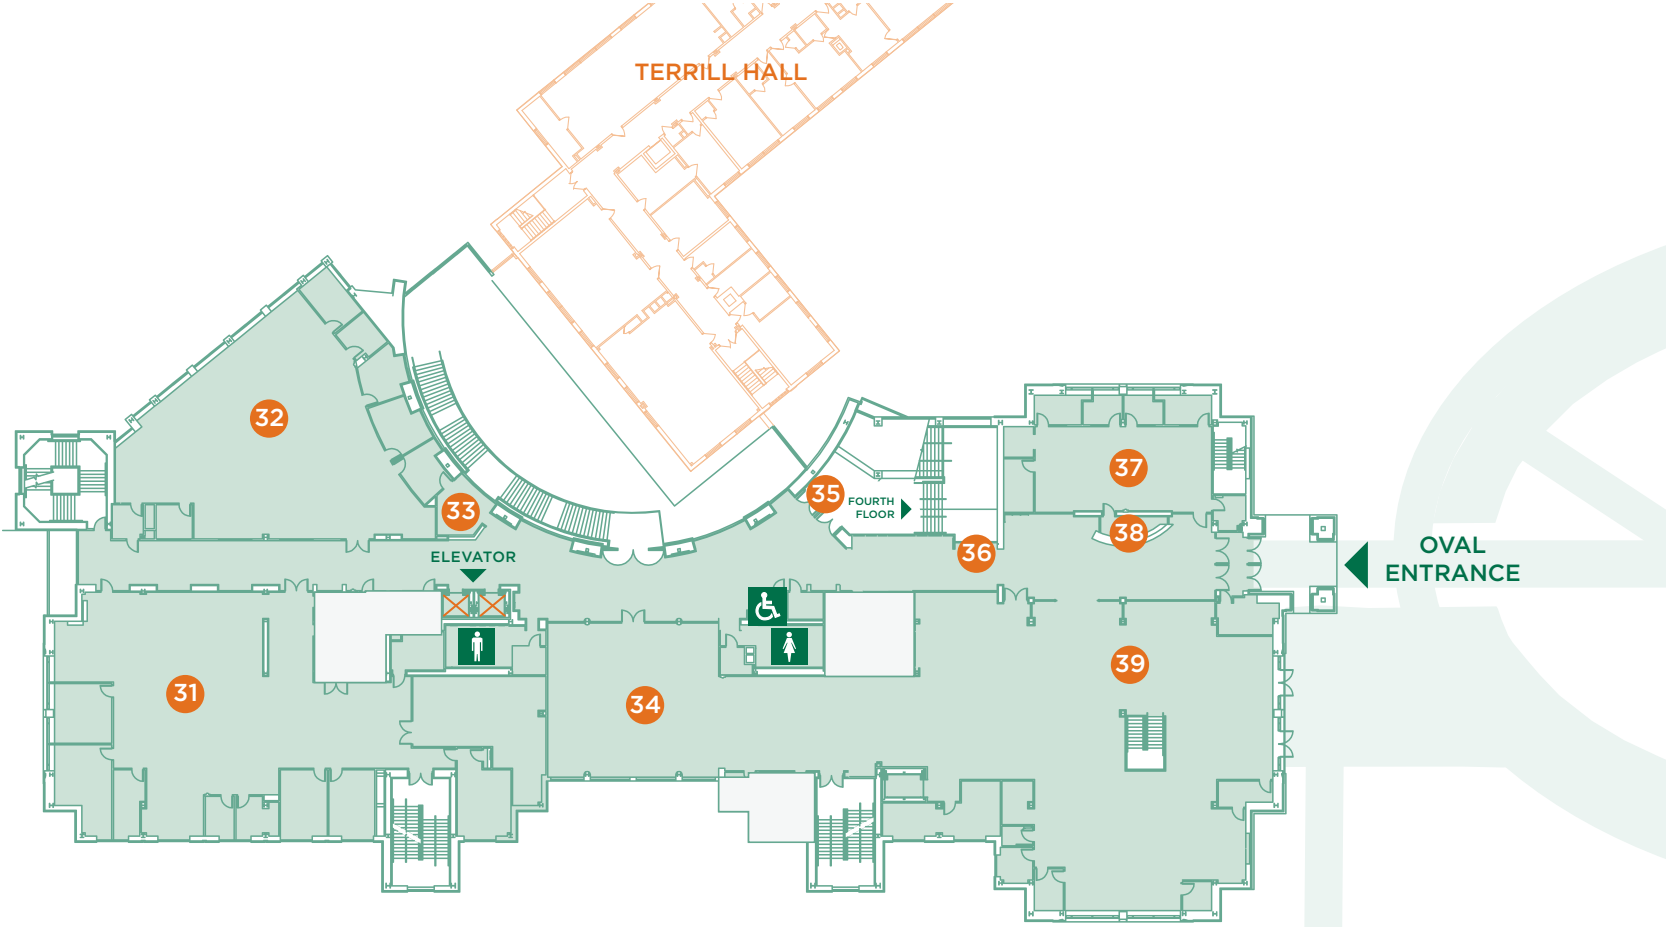 TERRILL HALL
32
37
35
FOURTH
FLOOR
33
38
36
OVAL
ENTRANCE
ELEVATOR
39
31
34